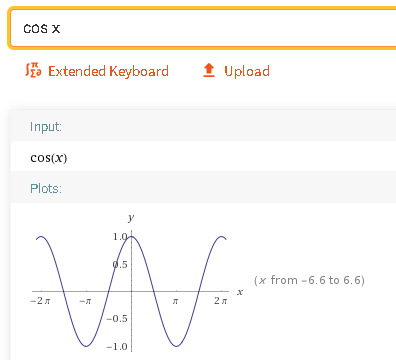 cos x
∫π Σ∂ Extended Keyboard Upload
Input:
cos(x)
Plots:
y
1.0
0.5
-2π -π π 2π x (x from -6.6 to 6.6)
-0.5
-1.0